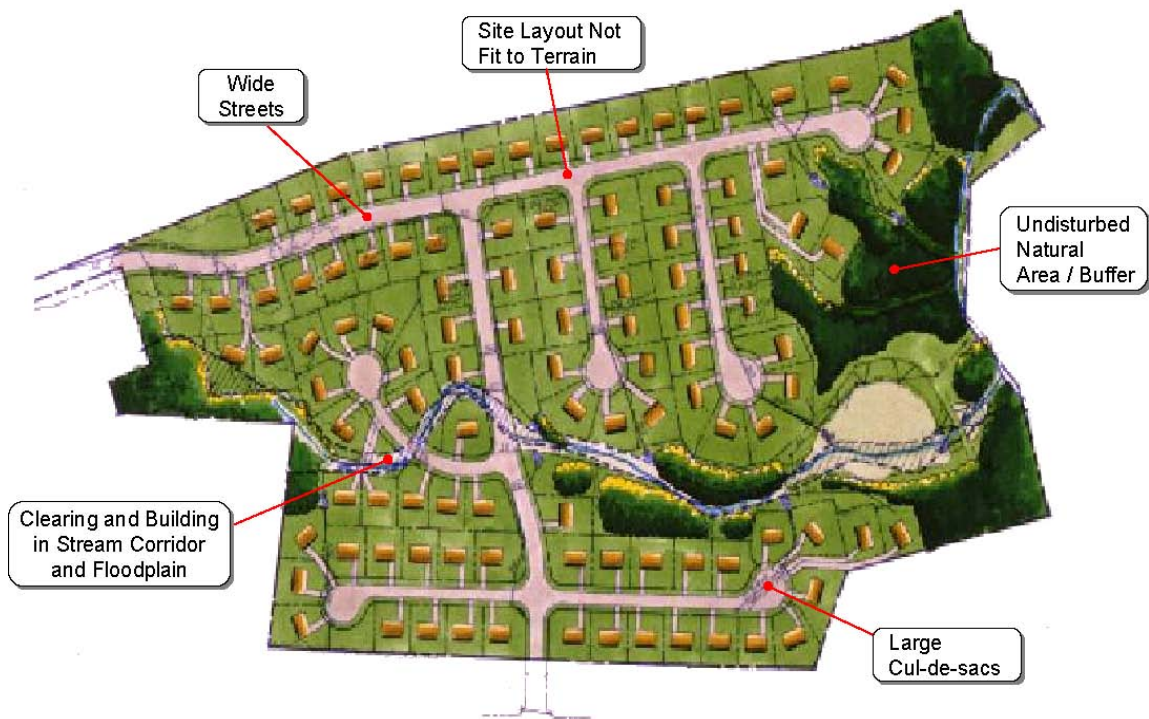 Site Layout Not
Fit to Terrain
Wide
Streets
Undisturbed
Natural
Area / Buffer
Clearing and Building
in Stream Corridor
and Floodplain
Large
Cul-de-sacs